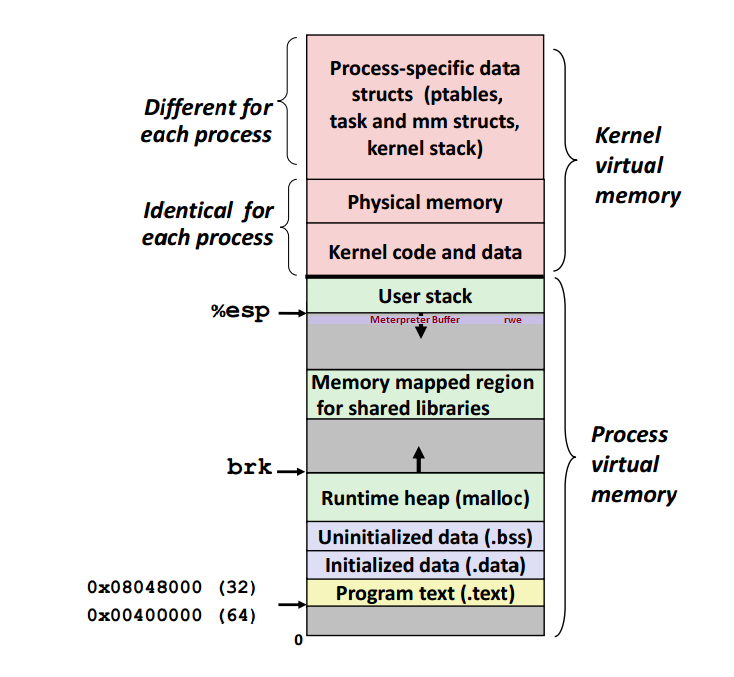 Process-specific data
structs (ptables,
task and mm structs,
kernel stack)
Different for
each process
Kernel
virtual
memory
Physical memory
Identical for
each process
Kernel code and data
User stack
%esp
Meterpreter Buffer rwe
Memory mapped region
for shared libraries
Process
virtual
memory
brk
Runtime heap (malloc)
Uninitialized data (.bss)
Initialized data (.data)
0x08048000 (32)
Program text (.text)
0x00400000 (64)
0